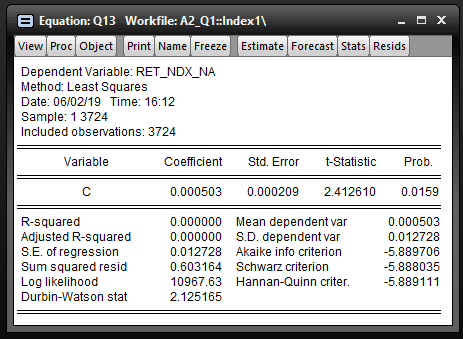 Equation: Q13 Workfile: A2_Q1::Index1\
View Proc Object Print Name Freeze Estimate Forecast Stats Resids
Dependent Variable: RET_NDX_NA
Method: Least Squares
Date: 06/02/19 Time: 16:12
Sample: 1 3724
Included observations: 3724
Variable Coefficient Std. Error t-Statistic Prob.
C 0.000503 0.000209 2.412610 0.0159
R-squared 0.000000 Mean dependent var 0.000503
Adjusted R-squared 0.000000 S.D. dependent var 0.012728
S.E. of regression 0.012728 Akaike info criterion -5.889706
Sum squared resid 0.603164 Schwarz criterion -5.888035
Log likelihood 10967.63 Hannan-Quinn criter. -5.889111
Durbin-Watson stat 2.125165